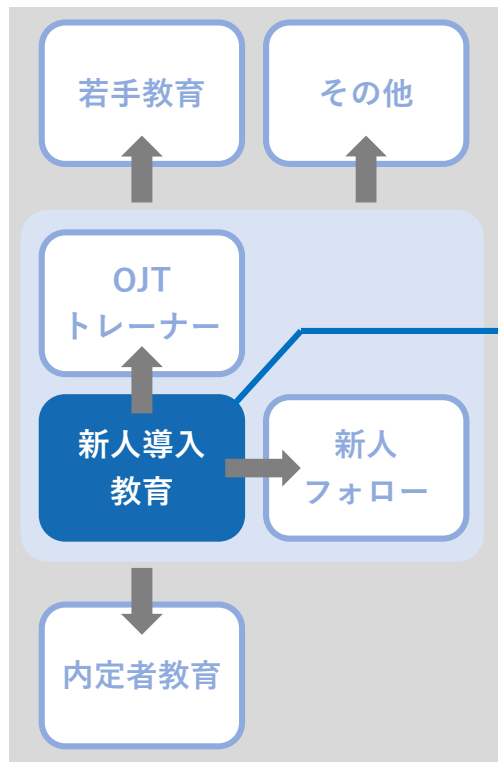 若手教育
その他
OJT
トレーナー
新人導入
教育
新人
フォロー
内定者教育